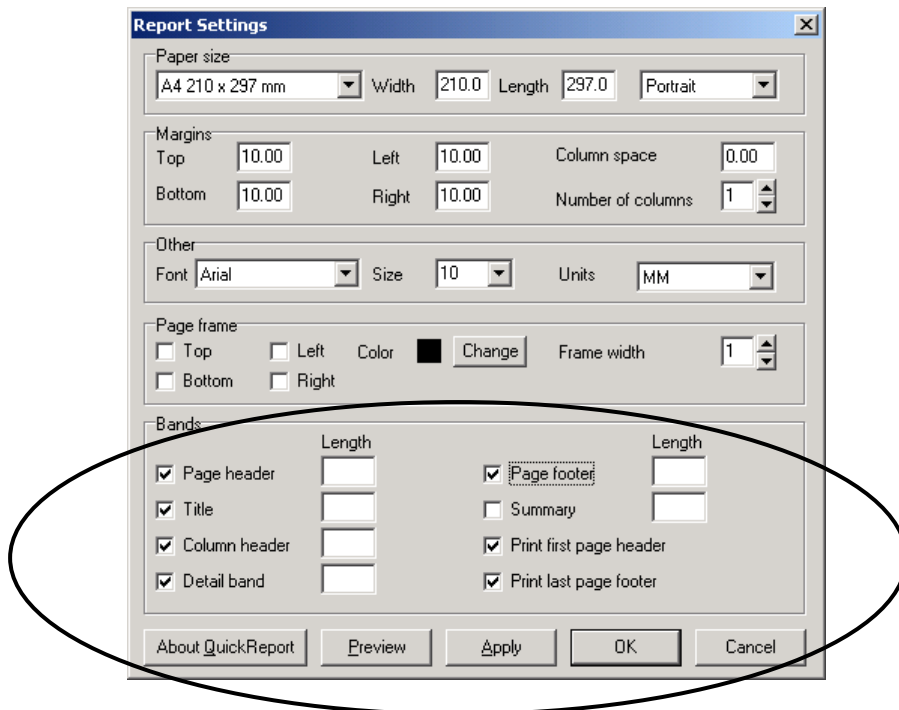 Report Settings
Paper size
A4 210 x 297 mm Width 210.0 Length 297.0 Portrait
Margins
Top 10.00 Left 10.00 Column space 0.00
Bottom 10.00 Right 10.00 Number of columns 1
Other
Font Arial Size 10 Units MM
Page frame
Top Left Color Change Frame width 1
Bottom Right
Bands
Length Length
Page header Page footer
Title Summary
Column header Print first page header
Detail band Print last page footer
About QuickReport Preview Apply OK Cancel